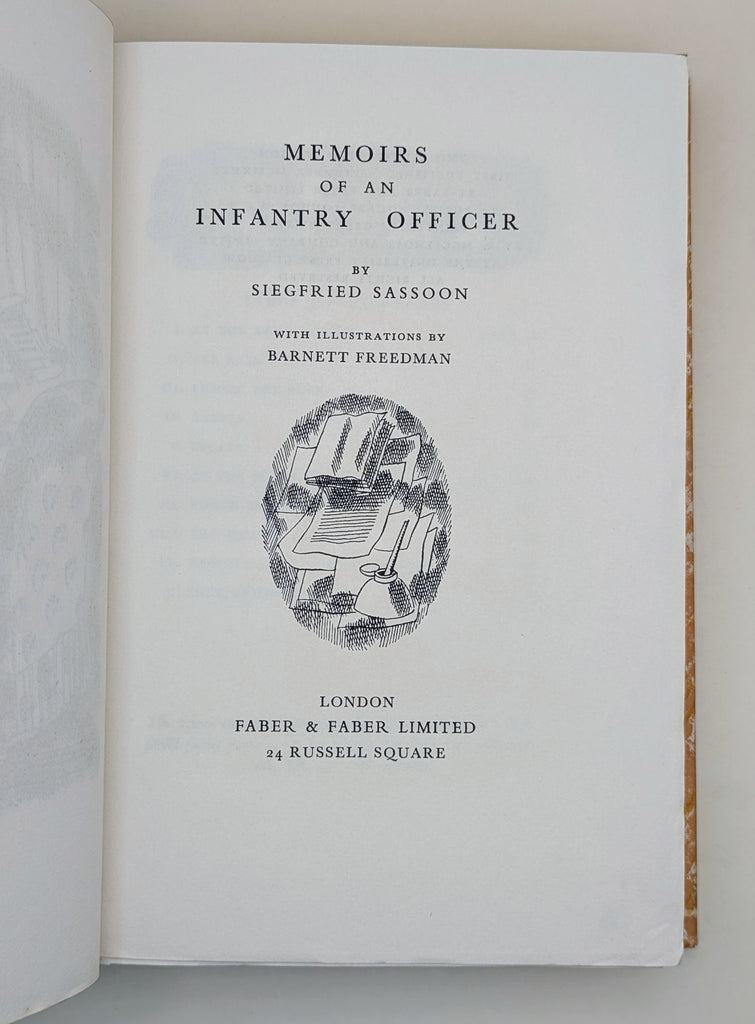 MEMOIRS
OF AN
INFANTRY OFFICER
BY
SIEGFRIED SASSOON
WITH ILLUSTRATIONS BY
BARNETT FREEDMAN
LONDON
FABER & FABER LIMITED
24 RUSSELL SQUARE